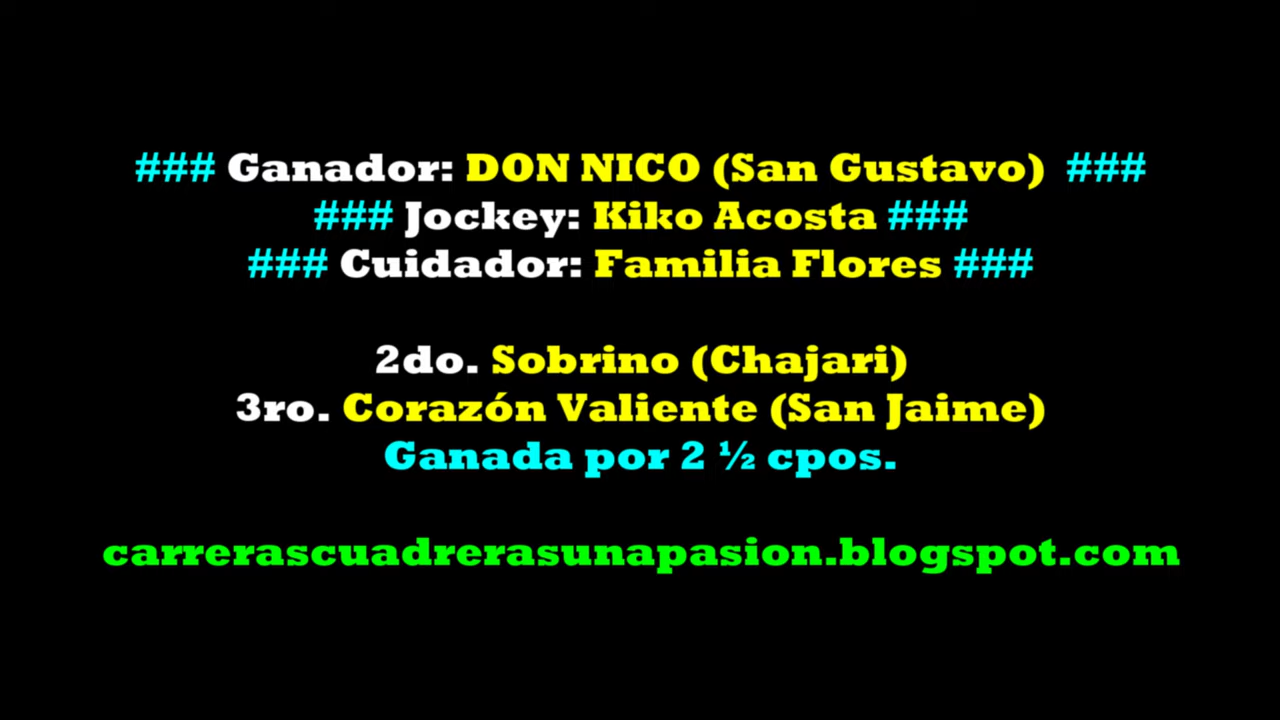 ### Ganador: DON NICO (San Gustavo) ###
### Jockey: Kiko Acosta ###
### Cuidador: Familia Flores ###
2do. Sobrino (Chajari)
3ro. Corazón Valiente (San Jaime)
Ganada por 2 ½ cpos.
carrerascuadrerasunapasion.blogspot.com